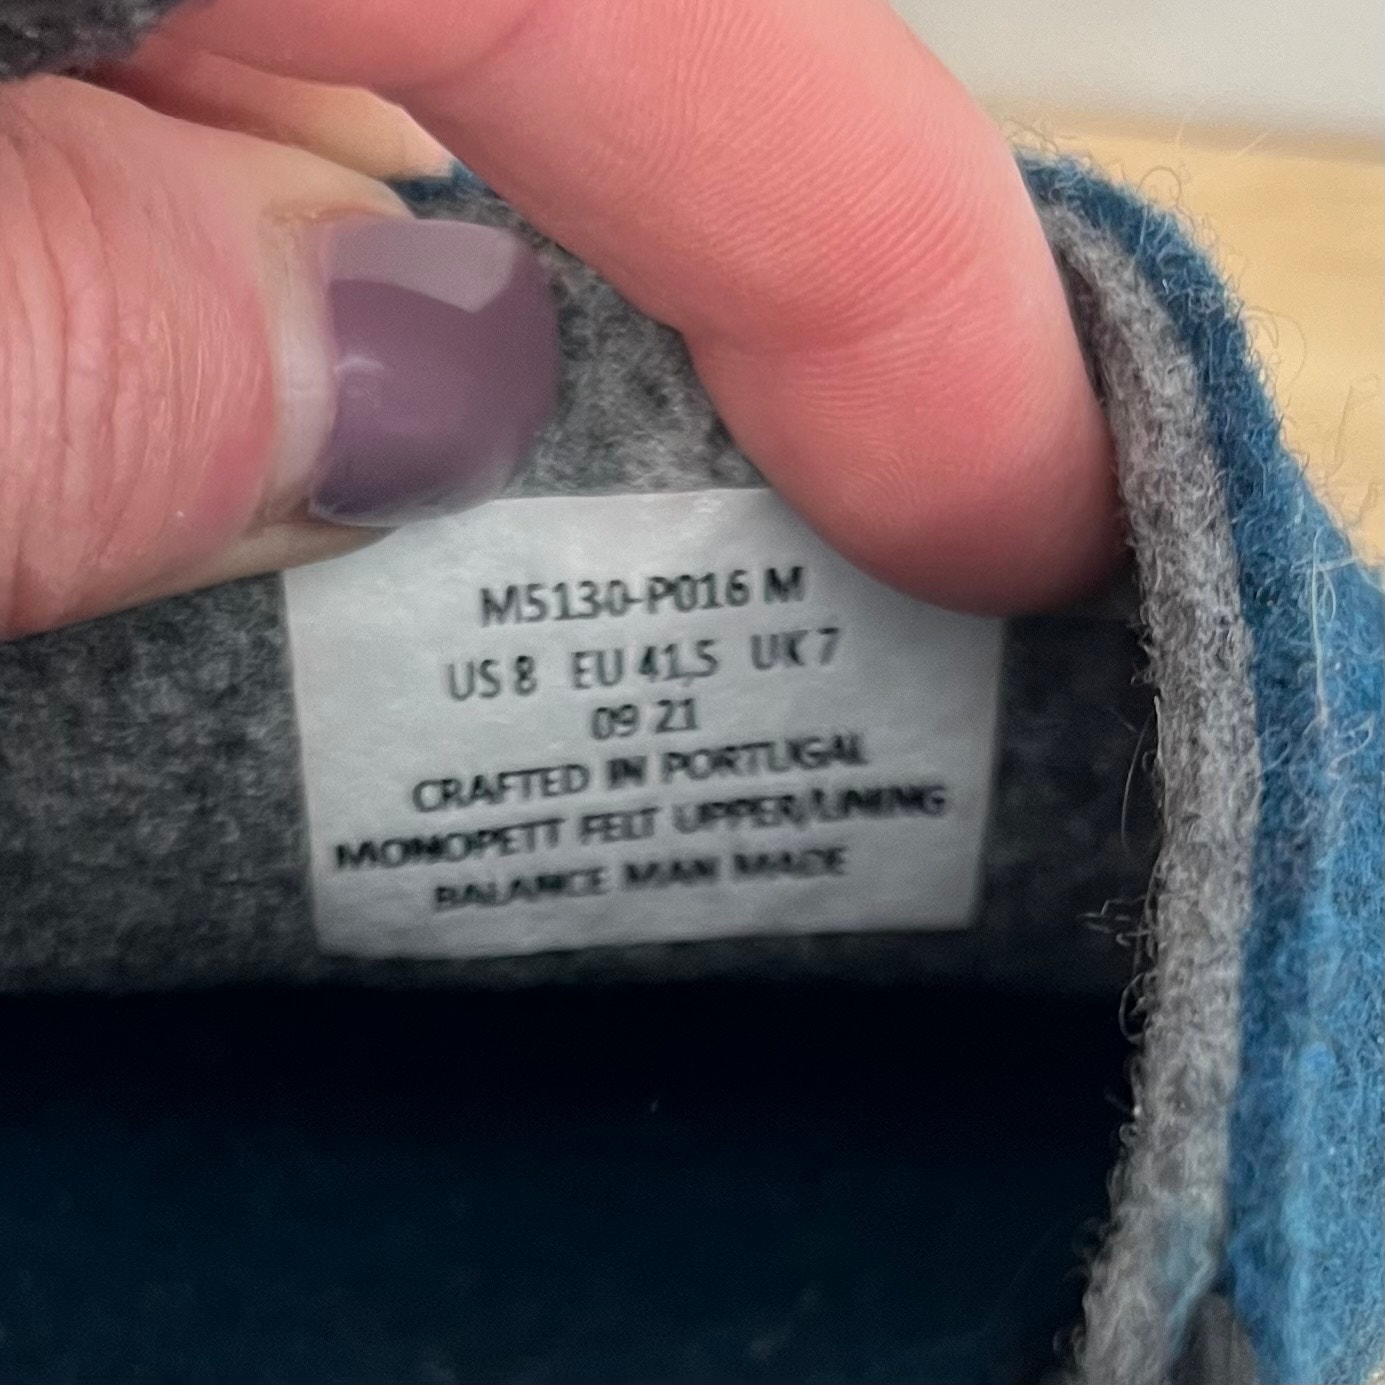 M5130-P016 M
US 8 EU 41,5 UK 7
09 21
CRAFTED IN PORTUGAL
MONOPETT FELT UPPER/LINING
BALANCE MAN MADE